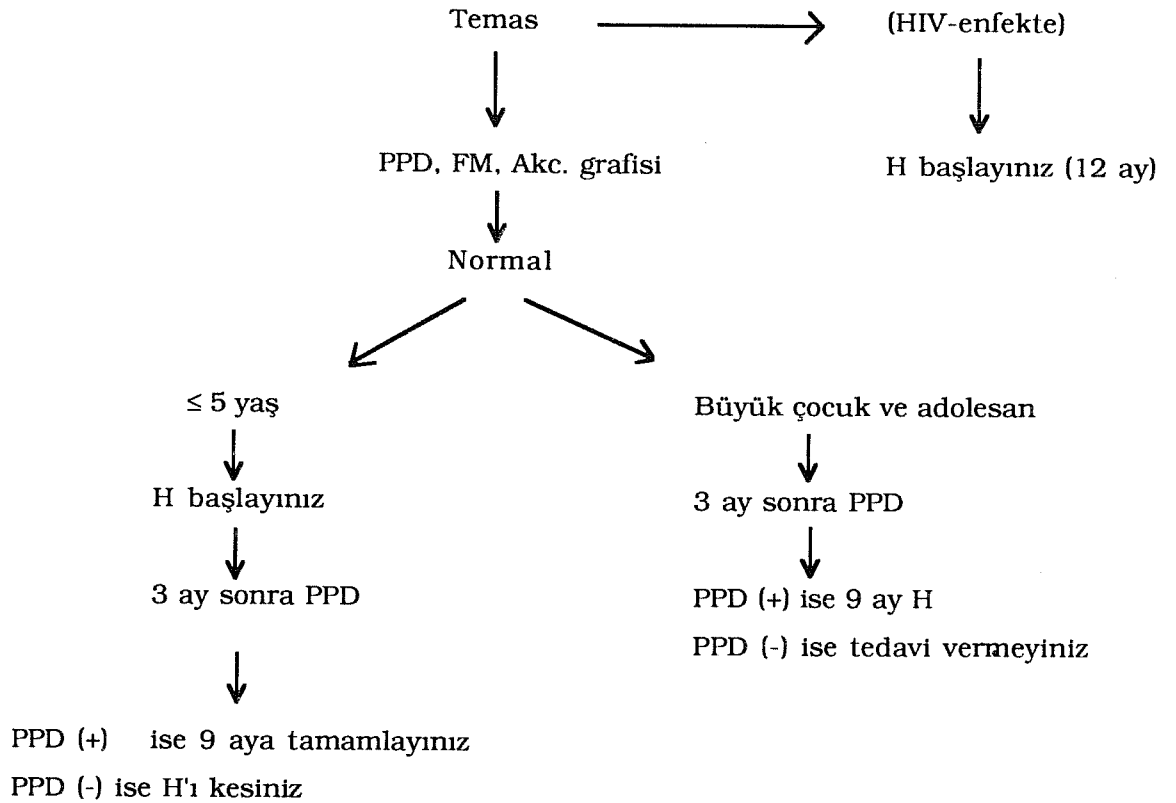 Temas
(HIV-enfekte)
PPD, FM, Akc. grafisi
H başlayınız (12 ay)
Normal
≤ 5 yaş
H başlayınız
3 ay sonra PPD
PPD (+) ise 9 aya tamamlayınız
PPD (-) ise H'ı kesiniz
Büyük çocuk ve adolesan
3 ay sonra PPD
PPD (+) ise 9 ay H
PPD (-) ise tedavi vermeyiniz